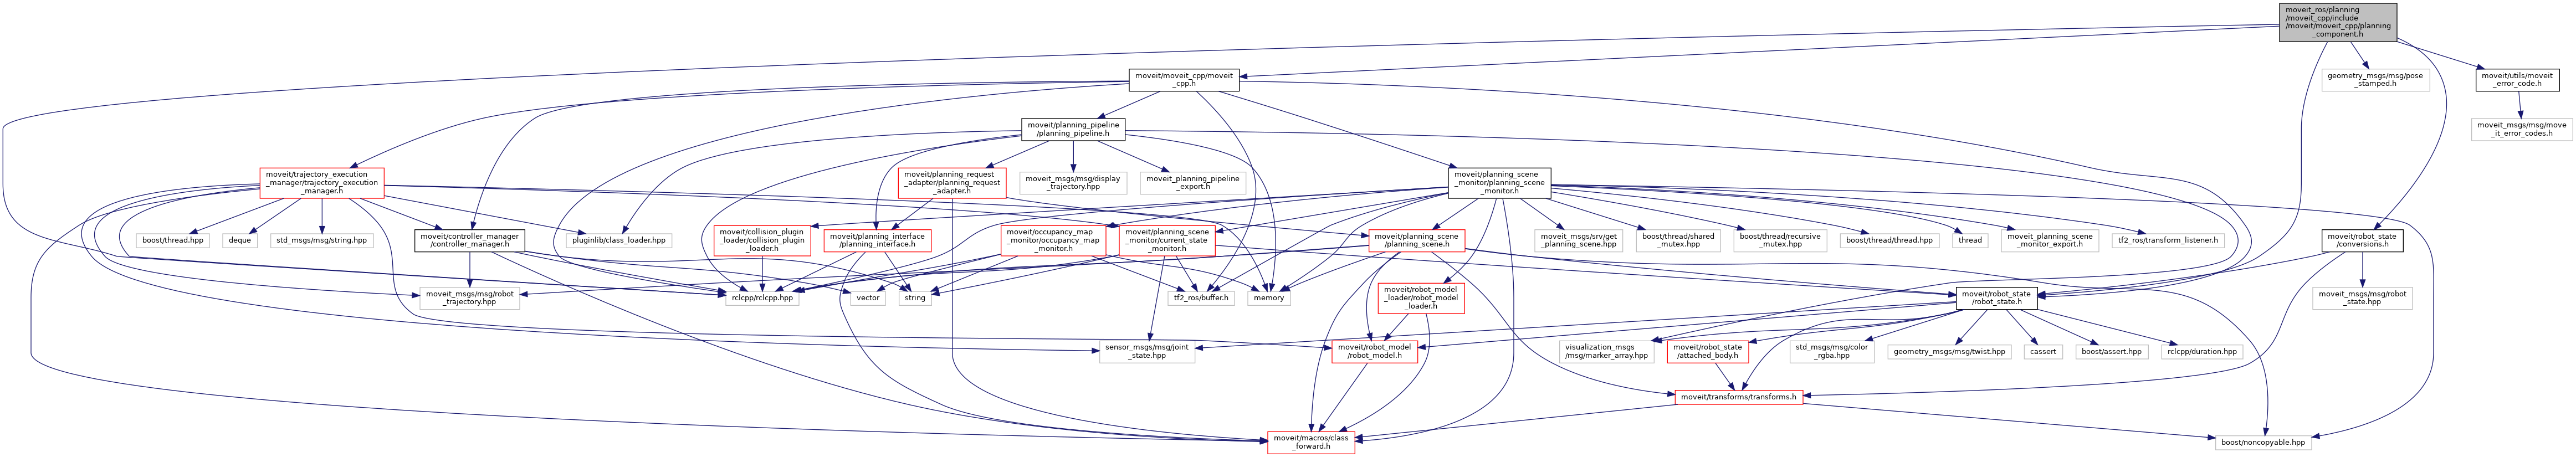 moveit_ros/planning
/moveit_cpp/include
/moveit/moveit_cpp/planning
_component.h
moveit/moveit_cpp/moveit
_cpp.h
geometry_msgs/msg/pose
_stamped.h
moveit/utils/moveit
_error_code.h
moveit/planning_pipeline
/planning_pipeline.h
moveit_msgs/msg/move
_it_error_codes.h
moveit/trajectory_execution
_manager/trajectory_execution
_manager.h
moveit/planning_request
_adapter/planning_request
_adapter.h
moveit_msgs/msg/display
_trajectory.hpp
moveit_planning_pipeline
_export.h
moveit/planning_scene
_monitor/planning_scene
_monitor.h
boost/thread.hpp
deque
std_msgs/msg/string.hpp
moveit/controller_manager
/controller_manager.h
pluginlib/class_loader.hpp
moveit/collision_plugin
_loader/collision_plugin
_loader.h
moveit/planning_interface
/planning_interface.h
moveit/occupancy_map
_monitor/occupancy_map
_monitor.h
moveit/planning_scene
_monitor/current_state
_monitor.h
moveit/planning_scene
/planning_scene.h
moveit_msgs/srv/get
_planning_scene.hpp
boost/thread/shared
_mutex.hpp
boost/thread/recursive
_mutex.hpp
boost/thread/thread.hpp
thread
moveit_planning_scene
_monitor_export.h
tf2_ros/transform_listener.h
moveit/robot_state
/conversions.h
moveit_msgs/msg/robot
_trajectory.hpp
rclcpp/rclcpp.hpp
vector
string
tf2_ros/buffer.h
memory
moveit/robot_model
_loader/robot_model
_loader.h
moveit/robot_state
/robot_state.h
moveit_msgs/msg/robot
_state.hpp
sensor_msgs/msg/joint
_state.hpp
moveit/robot_model
/robot_model.h
visualization_msgs
/msg/marker_array.hpp
moveit/robot_state
/attached_body.h
std_msgs/msg/color
_rgba.hpp
geometry_msgs/msg/twist.hpp
cassert
boost/assert.hpp
rclcpp/duration.hpp
moveit/transforms/transforms.h
moveit/macros/class
_forward.h
boost/noncopyable.hpp